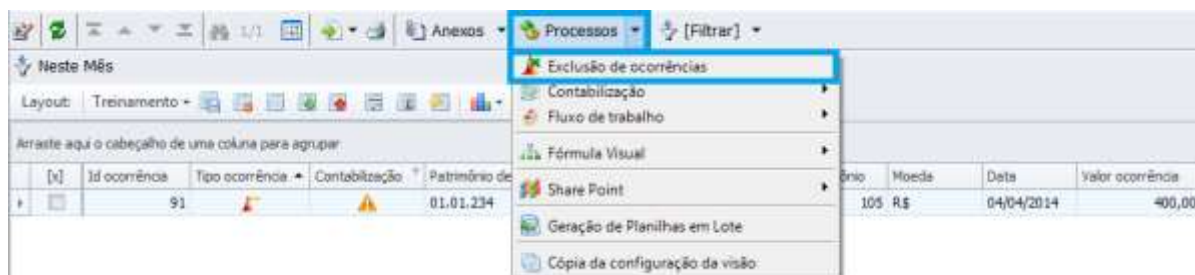 1/1 Anexos Processos [Filtrar]
Neste Mês
Exclusão de ocorrências
Layout: Treinamento
Contabilização
Fluxo de trabalho
Arraste aqui o cabeçalho de uma coluna para agrupar
Fórmula Visual
[x] Id ocorrência Tipo ocorrência Contabilização Patrimônio de ônio Moeda Data Valor ocorrência
Share Point
91 01.01.234 105 R$ 04/04/2014 400,00
Geração de Planilhas em Lote
Cópia da configuração da visão